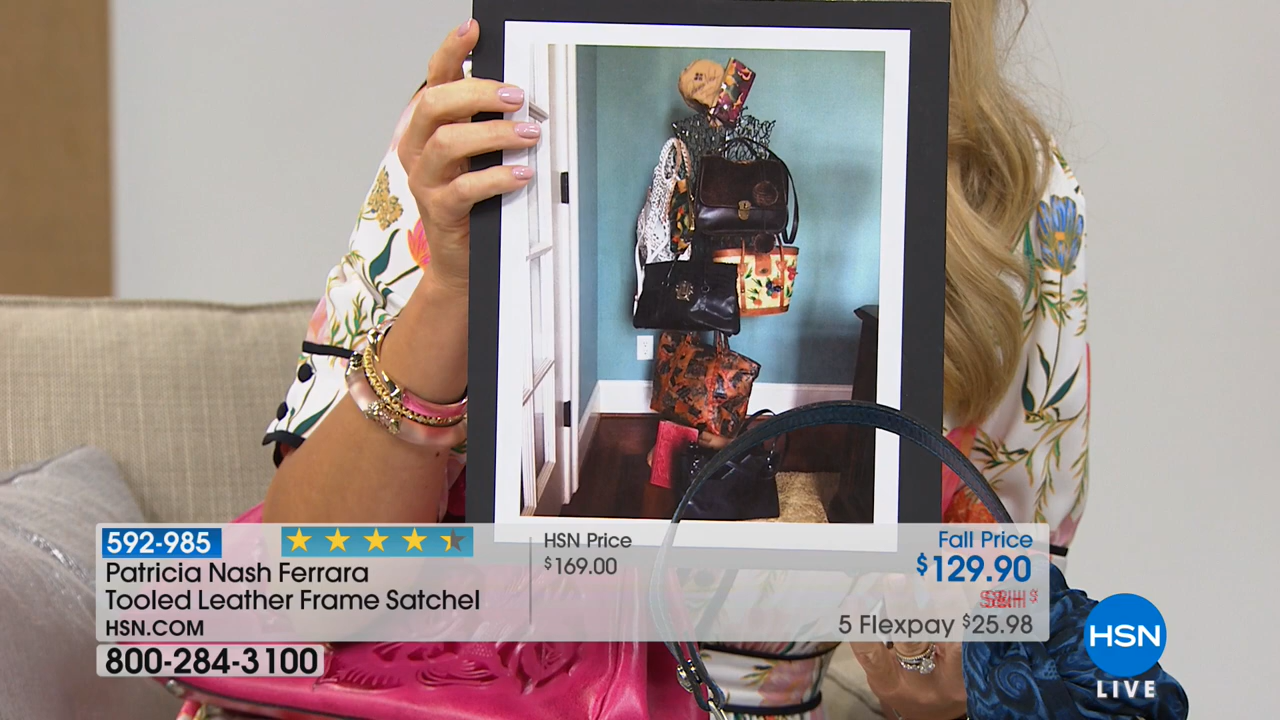 592-985
Patricia Nash Ferrara
Tooled Leather Frame Satchel
HSN.COM
800-284-3100
HSN Price
$169.00
Fall Price
$129.90
5 Flexpay $25.98
HSN
LIVE